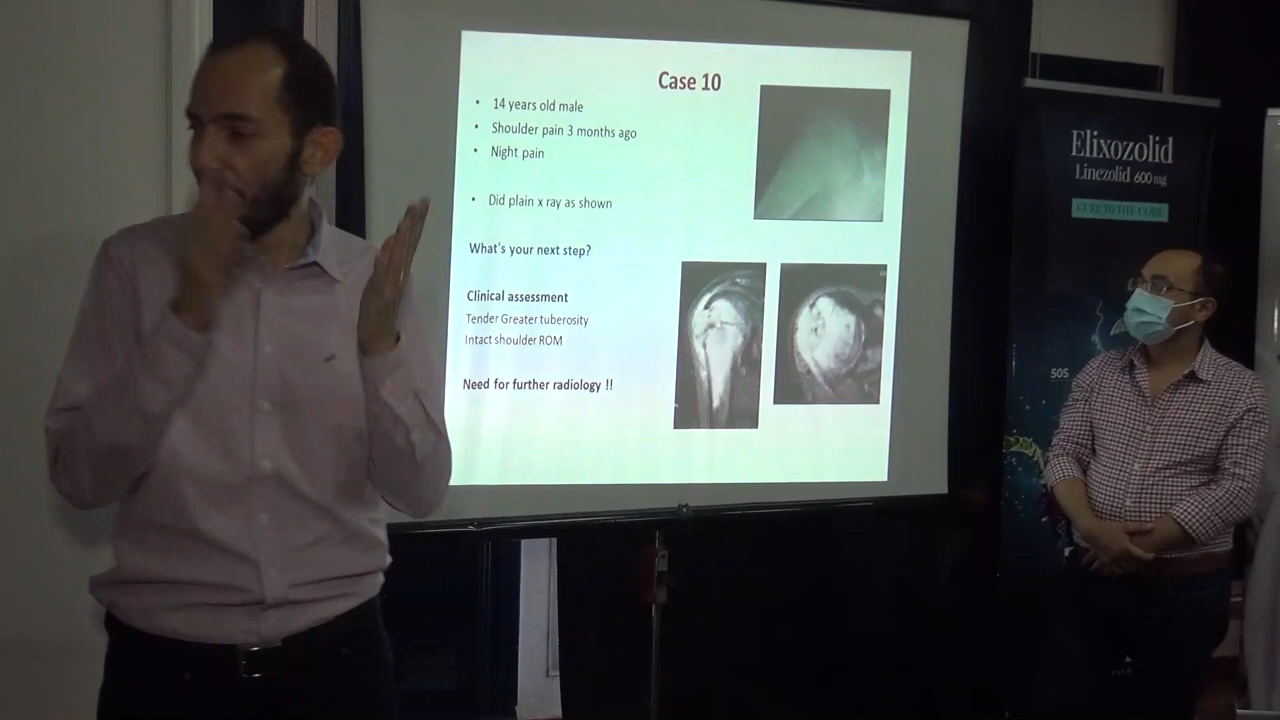 Case 10
• 14 years old male
• Shoulder pain 3 months ago
• Night pain
• Did plain x ray as shown
What's your next step?
Clinical assessment
Tender Greater tuberosity
Intact shoulder ROM
Need for further radiology !!
Elixozolid
Linezolid 600 mg
CURE TO THE CORE
SOS